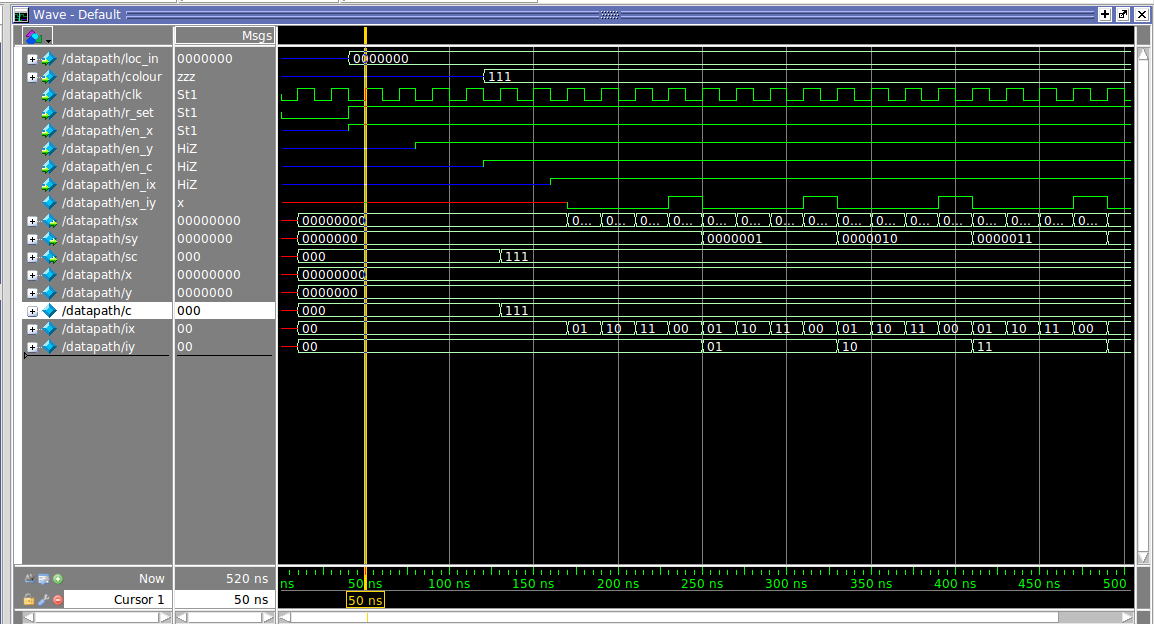 Wave - Default
Msgs
/datapath/loc_in 0000000 0000000
/datapath/colour zzz 111
/datapath/clk St1
/datapath/r_set St1
/datapath/en_x St1
/datapath/en_y HiZ
/datapath/en_c HiZ
/datapath/en_ix HiZ
/datapath/en_iy x
/datapath/sx 00000000 00000000 0... 0... 0... 0... 0... 0... 0... 0... 0... 0... 0... 0... 0... 0... 0... 0...
/datapath/sy 0000000 0000000 0000001 0000010 0000011
/datapath/sc 000 000 111
/datapath/x 00000000 00000000
/datapath/y 0000000 0000000
/datapath/c 000 000 111
/datapath/ix 00 00 01 10 11 00 01 10 11 00 01 10 11 00 01 10 11 00
/datapath/iy 00 00 01 10 11
Now 520 ns ns 50 ns 100 ns 150 ns 200 ns 250 ns 300 ns 350 ns 400 ns 450 ns 500
Cursor 1 50 ns 50 ns